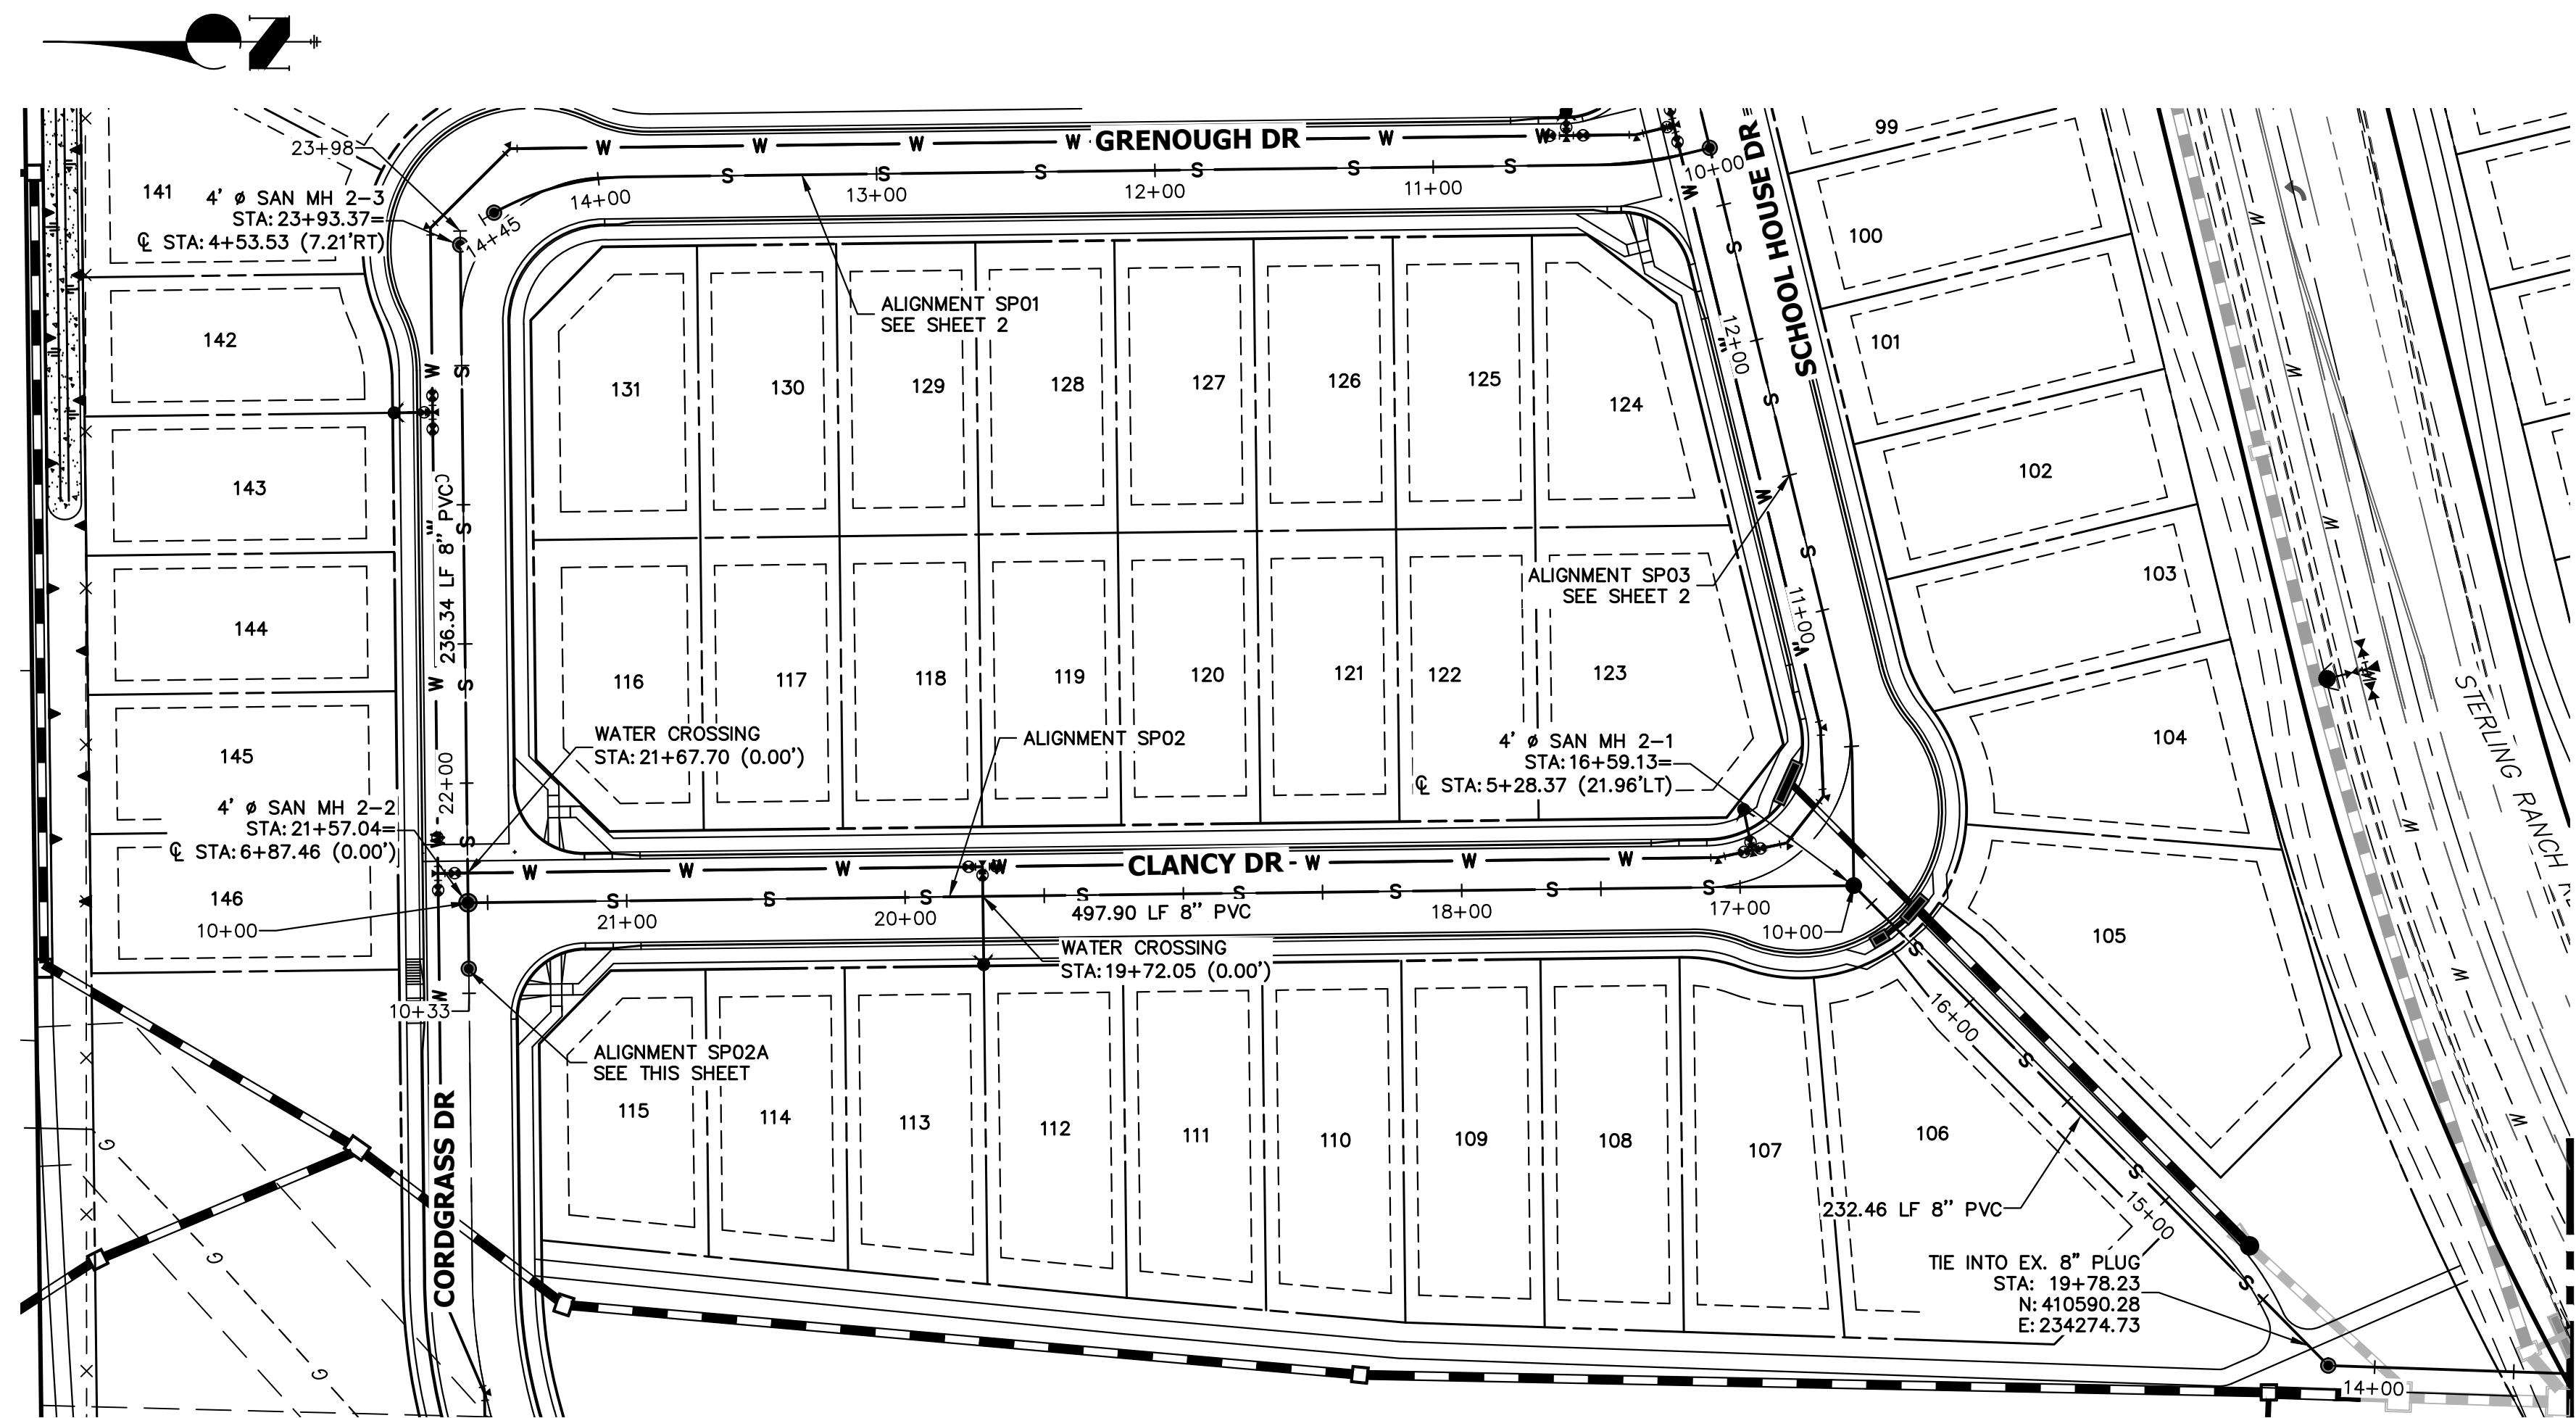 N
GRENOUGH DR
SCHOOL HOUSE DR
CLANCY DR
CORDGRASS DR
STERLING RANCH
23+98
4' ø SAN MH 2-3
STA: 23+93.37=
℄ STA: 4+53.53 (7.21'RT)
14+45
14+00
13+00
12+00
11+00
10+00
ALIGNMENT SP01
SEE SHEET 2
12+00
11+00
ALIGNMENT SP03
SEE SHEET 2
99
100
101
102
103
104
105
106
141
142
143
144
145
146
131
130
129
128
127
126
125
124
116
117
118
119
120
121
122
123
236.34 LF 8" PVC
22+00
WATER CROSSING
STA: 21+67.70 (0.00')
ALIGNMENT SP02
4' ø SAN MH 2-1
STA: 16+59.13=
℄ STA: 5+28.37 (21.96'LT)
4' ø SAN MH 2-2
STA: 21+57.04=
℄ STA: 6+87.46 (0.00')
10+00
21+00
20+00
497.90 LF 8" PVC
18+00
17+00
10+00
WATER CROSSING
STA: 19+72.05 (0.00')
10+33
ALIGNMENT SP02A
SEE THIS SHEET
115
114
113
112
111
110
109
108
107
16+00
15+00
232.46 LF 8" PVC
TIE INTO EX. 8" PLUG
STA: 19+78.23
N: 410590.28
E: 234274.73
14+00
W W W W W W
S S S S S S
W W W W W W
S S S S S S S S
G
G
G